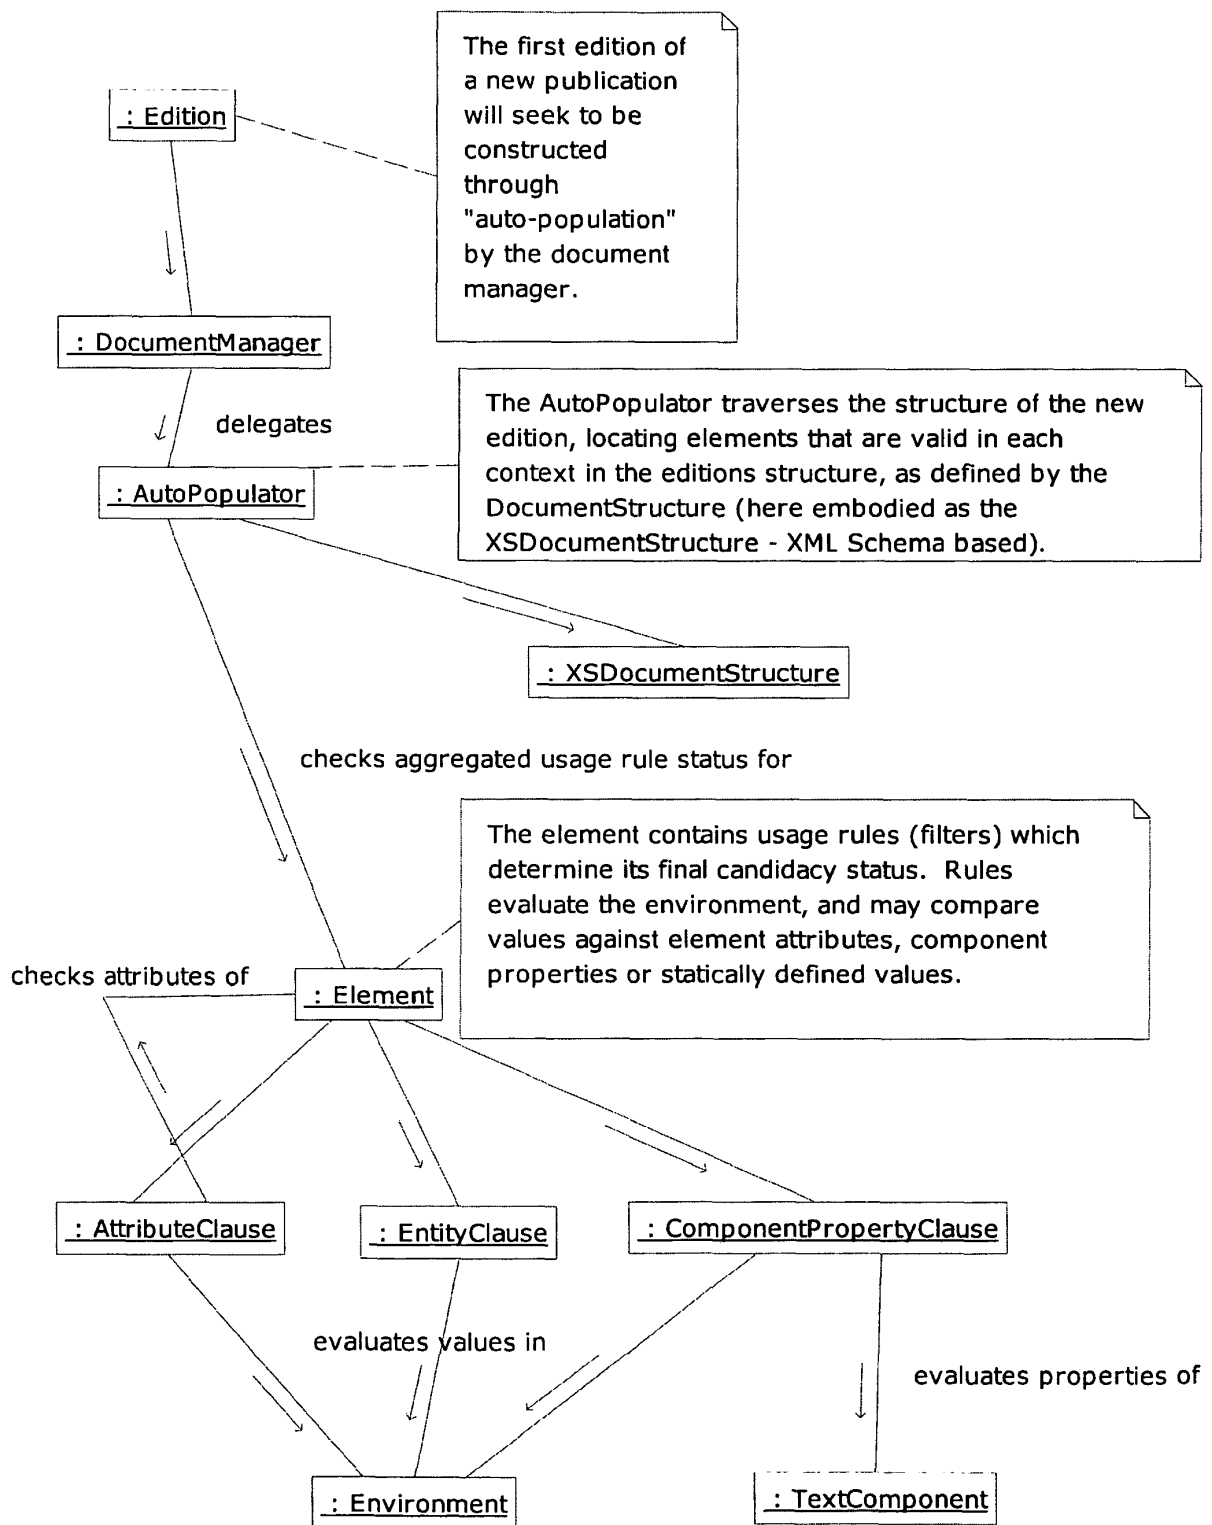 The first edition of
a new publication
will seek to be
constructed
through
"auto-population"
by the document
manager.
: Edition
: DocumentManager
delegates
The AutoPopulator traverses the structure of the new
edition, locating elements that are valid in each
context in the editions structure, as defined by the
DocumentStructure (here embodied as the
XSDocumentStructure - XML Schema based).
: AutoPopulator
: XSDocumentStructure
checks aggregated usage rule status for
The element contains usage rules (filters) which
determine its final candidacy status.  Rules
evaluate the environment, and may compare
values against element attributes, component
properties or statically defined values.
checks attributes of
: Element
: AttributeClause
: EntityClause
: ComponentPropertyClause
evaluates values in
evaluates properties of
: Environment
: TextComponent